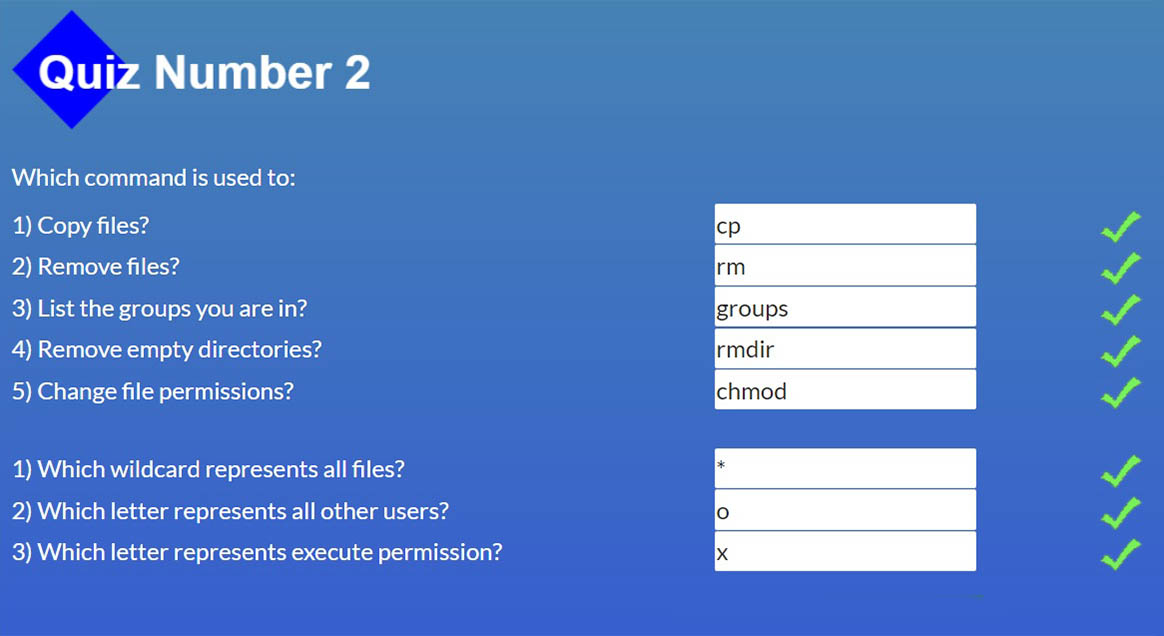 Quiz Number 2
Which command is used to:
1) Copy files? cp
2) Remove files? rm
3) List the groups you are in? groups
4) Remove empty directories? rmdir
5) Change file permissions? chmod
1) Which wildcard represents all files? *
2) Which letter represents all other users? o
3) Which letter represents execute permission? x